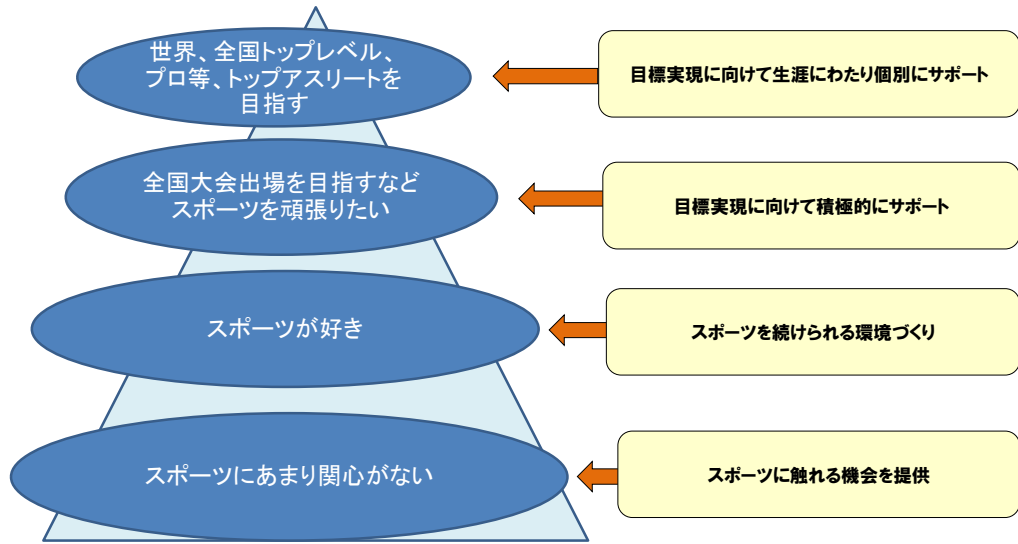 世界、全国トップレベル、
プロ等、トップアスリートを
目指す
目標実現に向けて生涯にわたり個別にサポート
全国大会出場を目指すなど
スポーツを頑張りたい
目標実現に向けて積極的にサポート
スポーツが好き
スポーツを続けられる環境づくり
スポーツにあまり関心がない
スポーツに触れる機会を提供